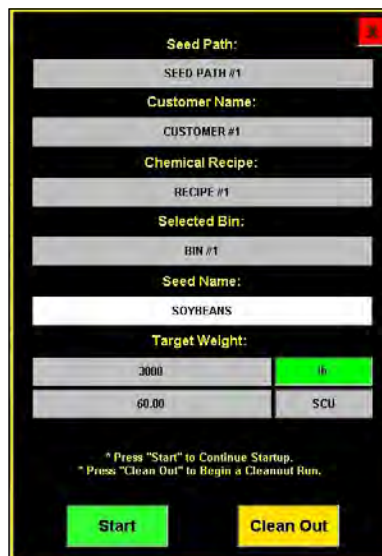 X
Seed Path:
SEED PATH #1
Customer Name:
CUSTOMER #1
Chemical Recipe:
RECIPE #1
Selected Bin:
BIN #1
Seed Name:
SOYBEANS
Target Weight:
3000 lb
60.00 SCU
* Press "Start" to Continue Startup.
* Press "Clean Out" to Begin a Cleanout Run.
Start Clean Out